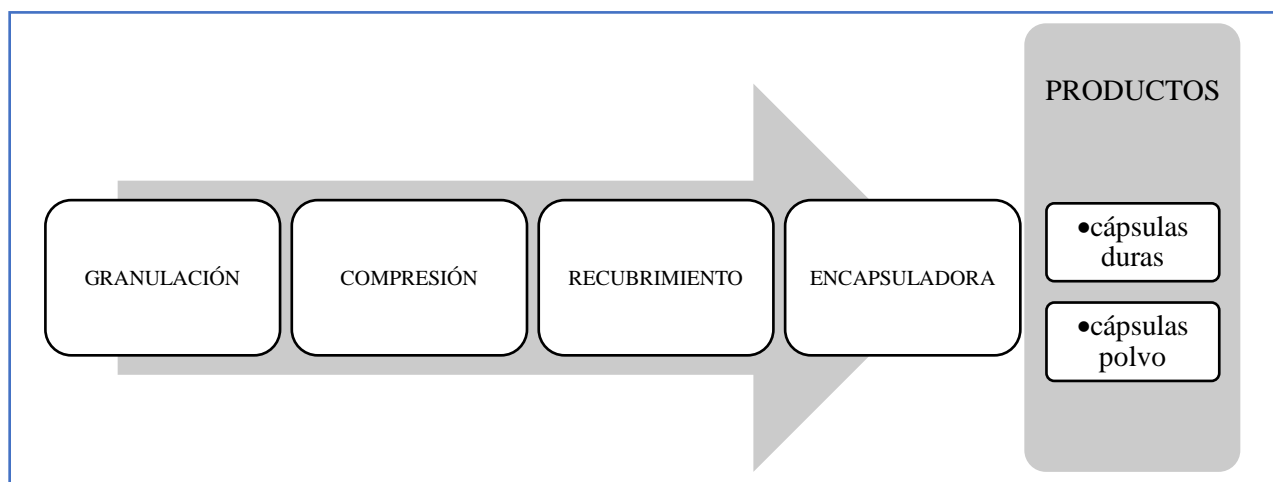 PRODUCTOS
GRANULACIÓN
COMPRESIÓN
RECUBRIMIENTO
ENCAPSULADORA
•cápsulas
duras
•cápsulas
polvo